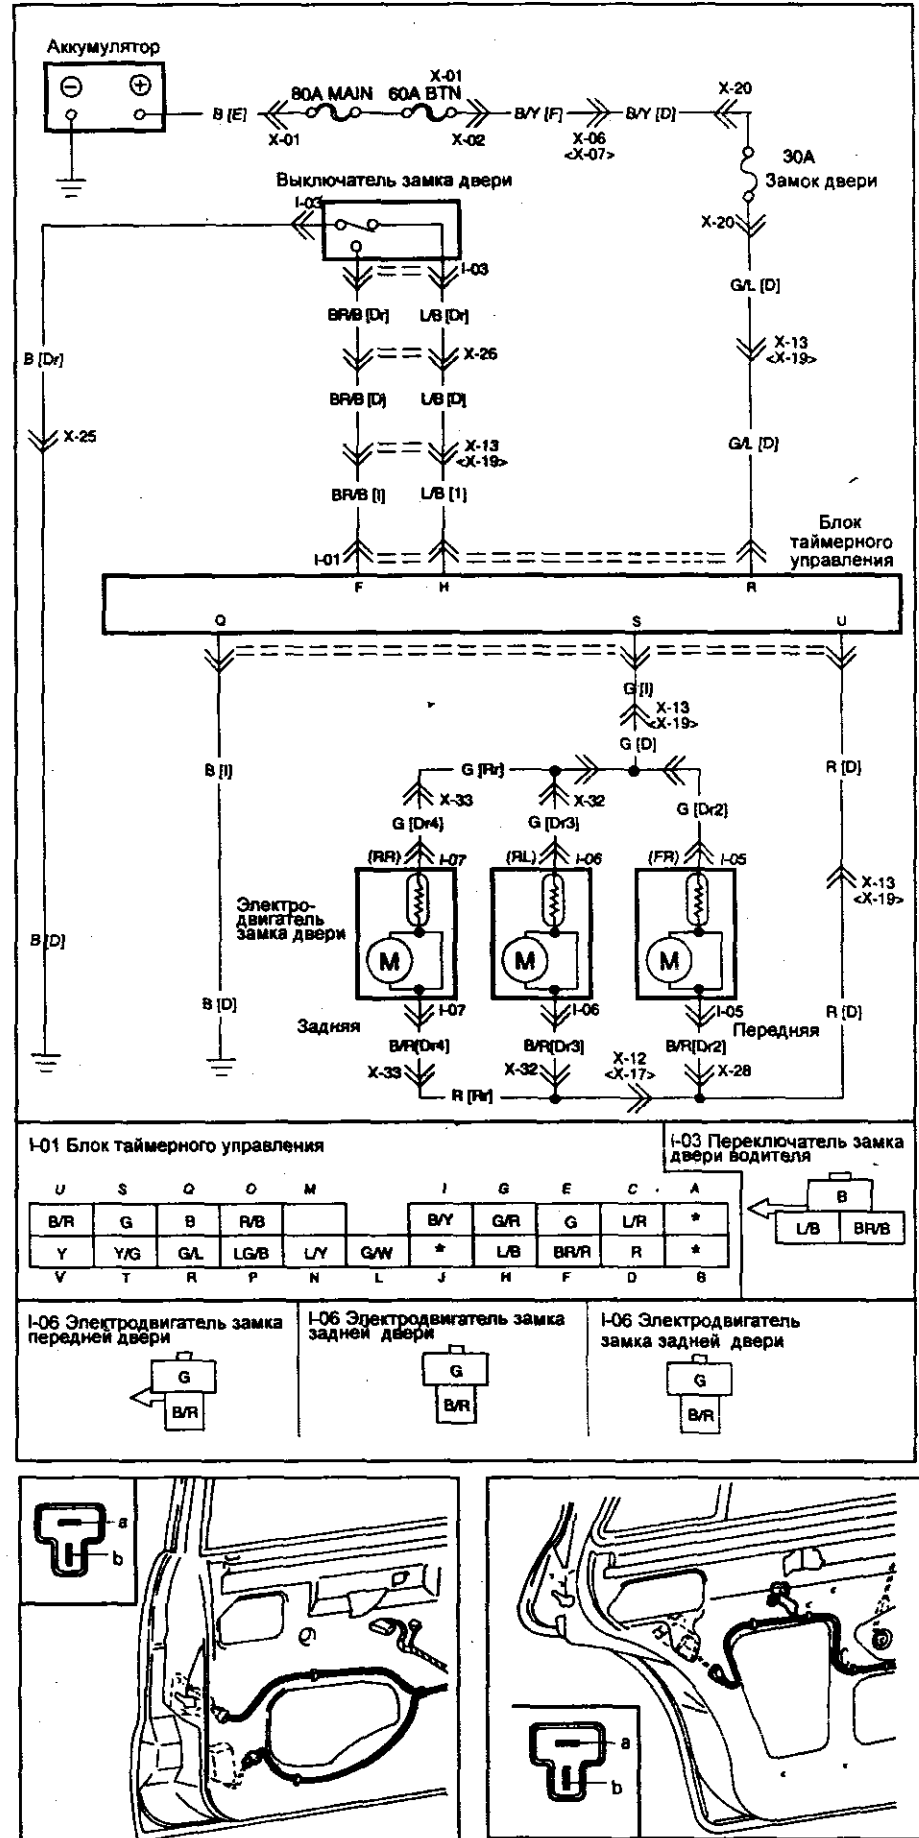 Аккумулятор
X-01
80A MAIN 60A BTN
X-20
B [E]
B/Y [F]
B/Y [D]
X-01
X-02
X-06
<X-07>
30A
Замок двери
Выключатель замка двери
I-03
X-20
I-03
G/L [D]
BR/B [Dr] L/B [Dr]
X-13
<X-19>
B [Dr]
X-26
BR/B [D] L/B [D]
X-25
X-13
<X-19>
G/L [D]
BR/B [I] L/B [1]
Блок
таймерного
управления
I-01
F H R
Q S U
G [I]
X-13
<X-19>
G [D]
B [I]
G [Rr]
R [D]
X-33
X-32
G [Dr4]
G [Dr3]
G [Dr2]
(RR) I-07
(RL) I-06
(FR) I-05
X-13
<X-19>
Электро-
двигатель
замка двери
B [D]
M M M
B [D]
I-07
I-06
I-05
R [D]
Задняя
Передняя
B/R[Dr4]
B/R[Dr3]
B/R[Dr2]
X-12
<X-17>
X-33
X-32
X-28
R [Rr]
I-01 Блок таймерного управления
U S Q O M I G E C A
B/R G B R/B B/Y G/R G L/R *
Y Y/G G/L LG/B L/Y G/W * L/B BR/R R *
V T R P N L J H F D B
I-03 Переключатель замка
двери водителя
B
L/B BR/B
I-06 Электродвигатель замка
передней двери
G
B/R
I-06 Электродвигатель замка
задней двери
G
B/R
I-06 Электродвигатель
замка задней двери
G
B/R
a
b
a
b